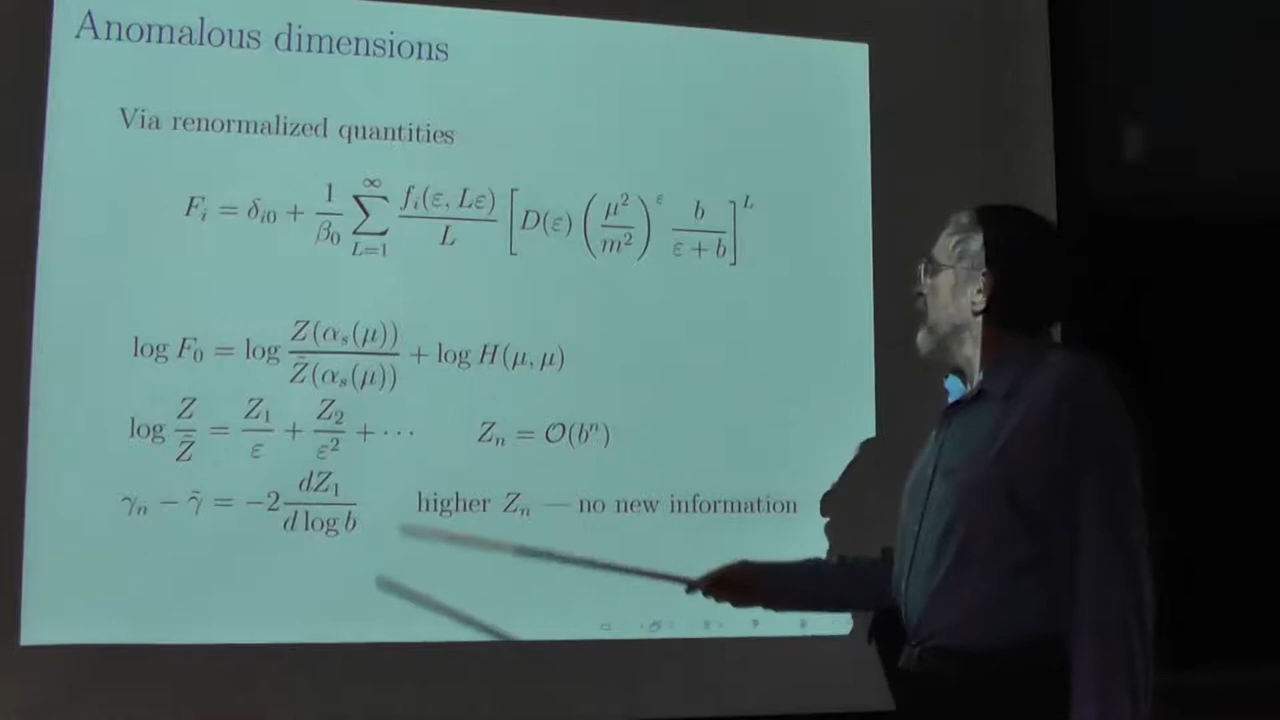 Anomalous dimensions
Via renormalized quantities
F_i = δ_{i0} + \frac{1}{β_0} \sum_{L=1}^{∞} \frac{f_i(ε, Lε)}{L} \left[ D(ε) \left( \frac{μ^2}{m^2} \right)^ε \frac{b}{ε + b} \right]^L
log F_0 = log \frac{Z(α_s(μ))}{\tilde{Z}(α_s(μ))} + log H(μ, μ)
log \frac{Z}{\tilde{Z}} = \frac{Z_1}{ε} + \frac{Z_2}{ε^2} + ⋯ Z_n = 𝒪(b^n)
γ_n − \tilde{γ} = −2 \frac{dZ_1}{d log b} higher Z_n — no new information